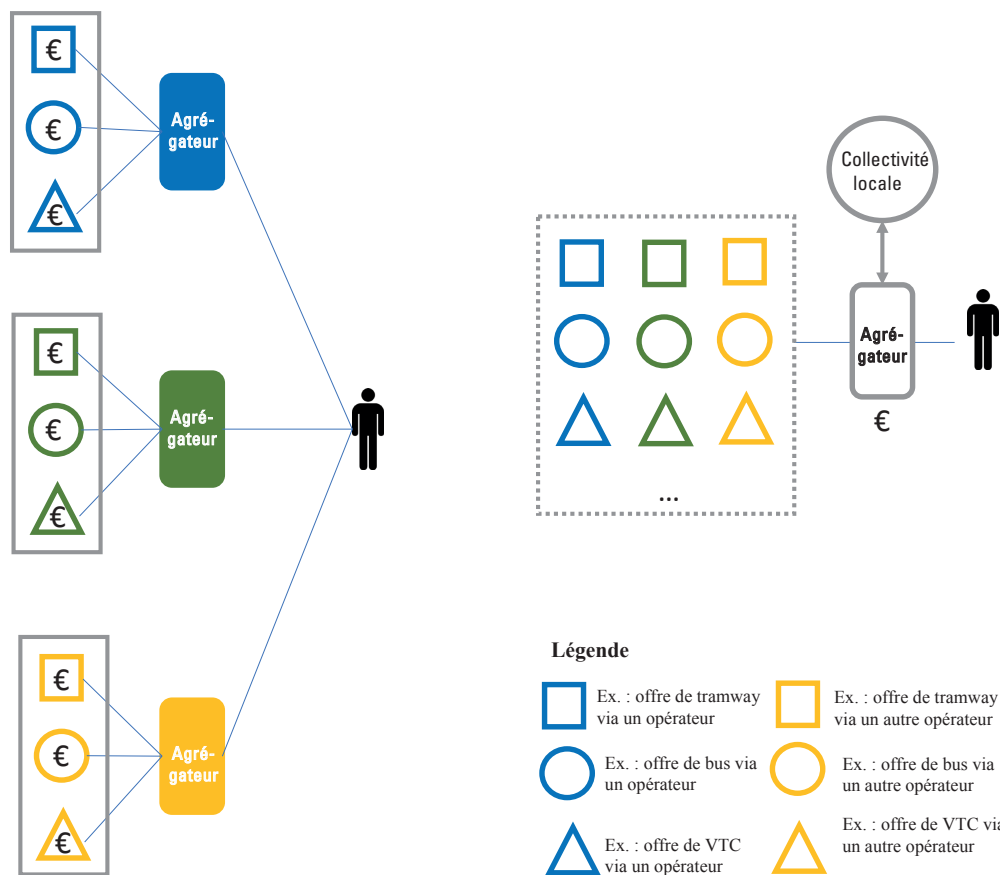 €
€
€
Agré-
gateur
€
€
€
Agré-
gateur
€
€
€
Agré-
gateur
Collectivité
locale
Agré-
gateur
€
...
Légende
Ex. : offre de tramway
via un opérateur
Ex. : offre de tramway
via un autre opérateur
Ex. : offre de bus via
un opérateur
Ex. : offre de bus via
un autre opérateur
Ex. : offre de VTC
via un opérateur
Ex. : offre de VTC via
un autre opérateur